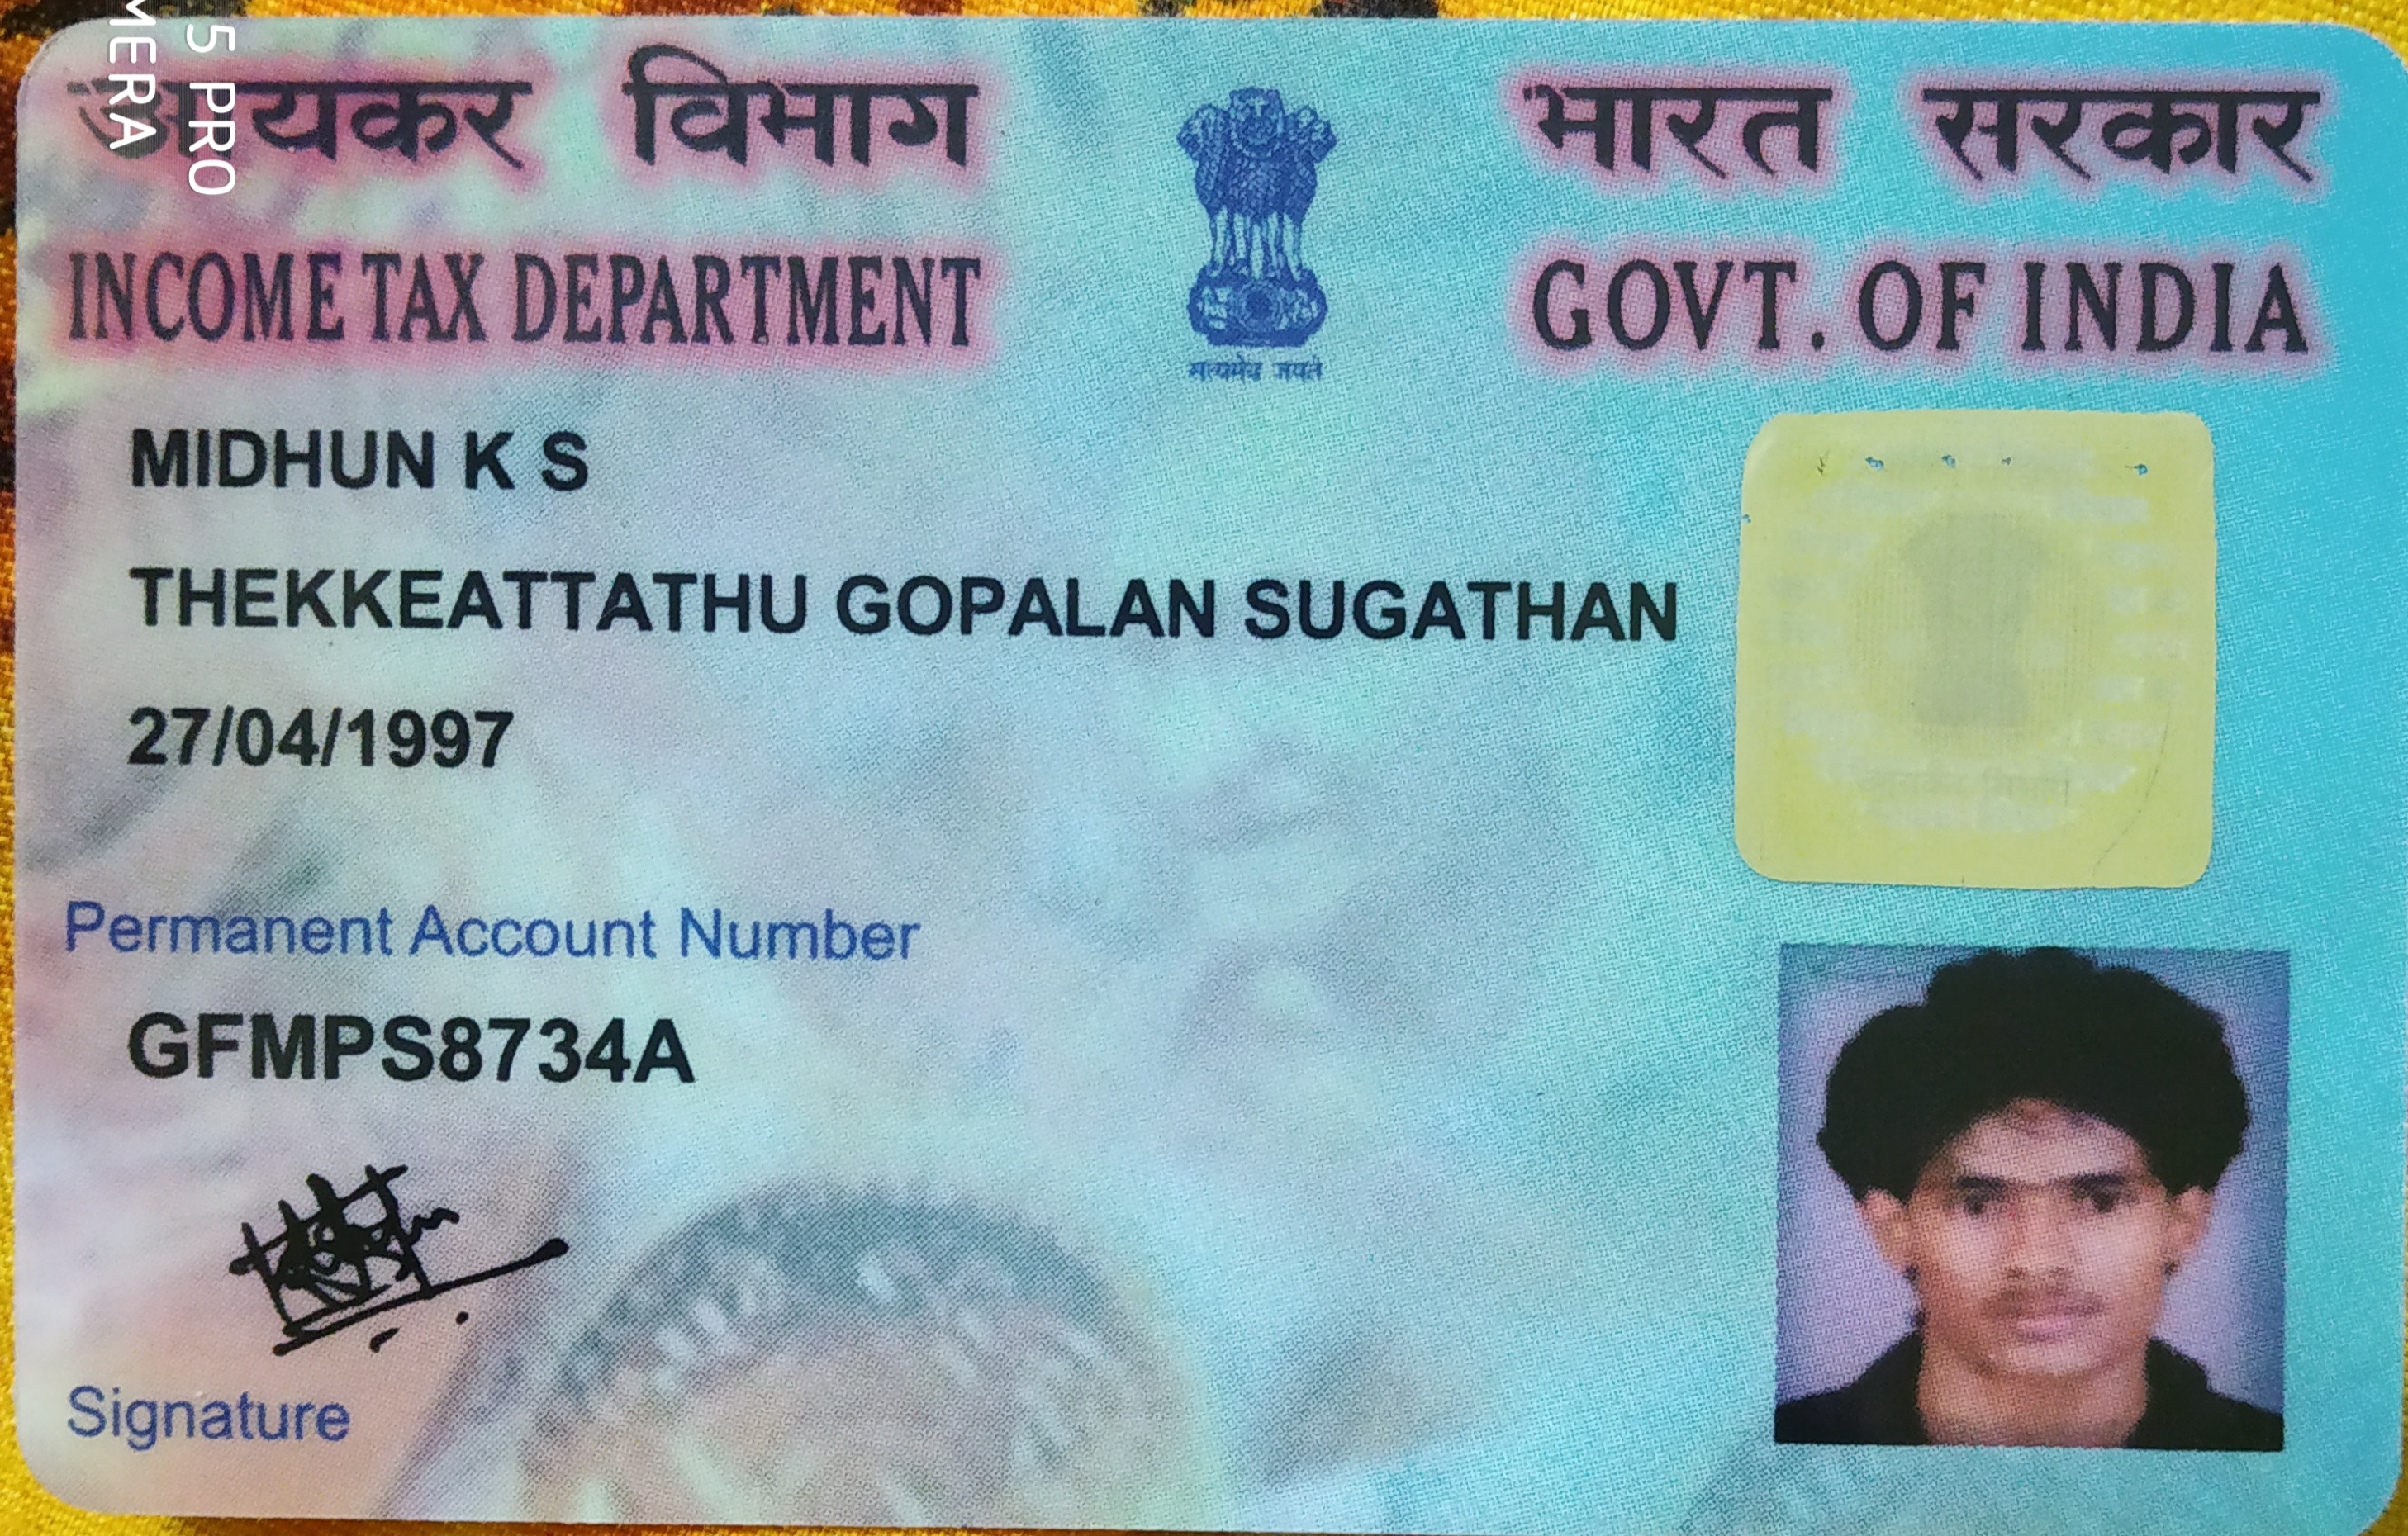 आयकर विभाग
INCOME TAX DEPARTMENT
भारत सरकार
GOVT. OF INDIA
सत्यमेव जयते
MIDHUN K S
THEKKEATTATHU GOPALAN SUGATHAN
27/04/1997
Permanent Account Number
GFMPS8734A
Signature
5 PRO
MERA